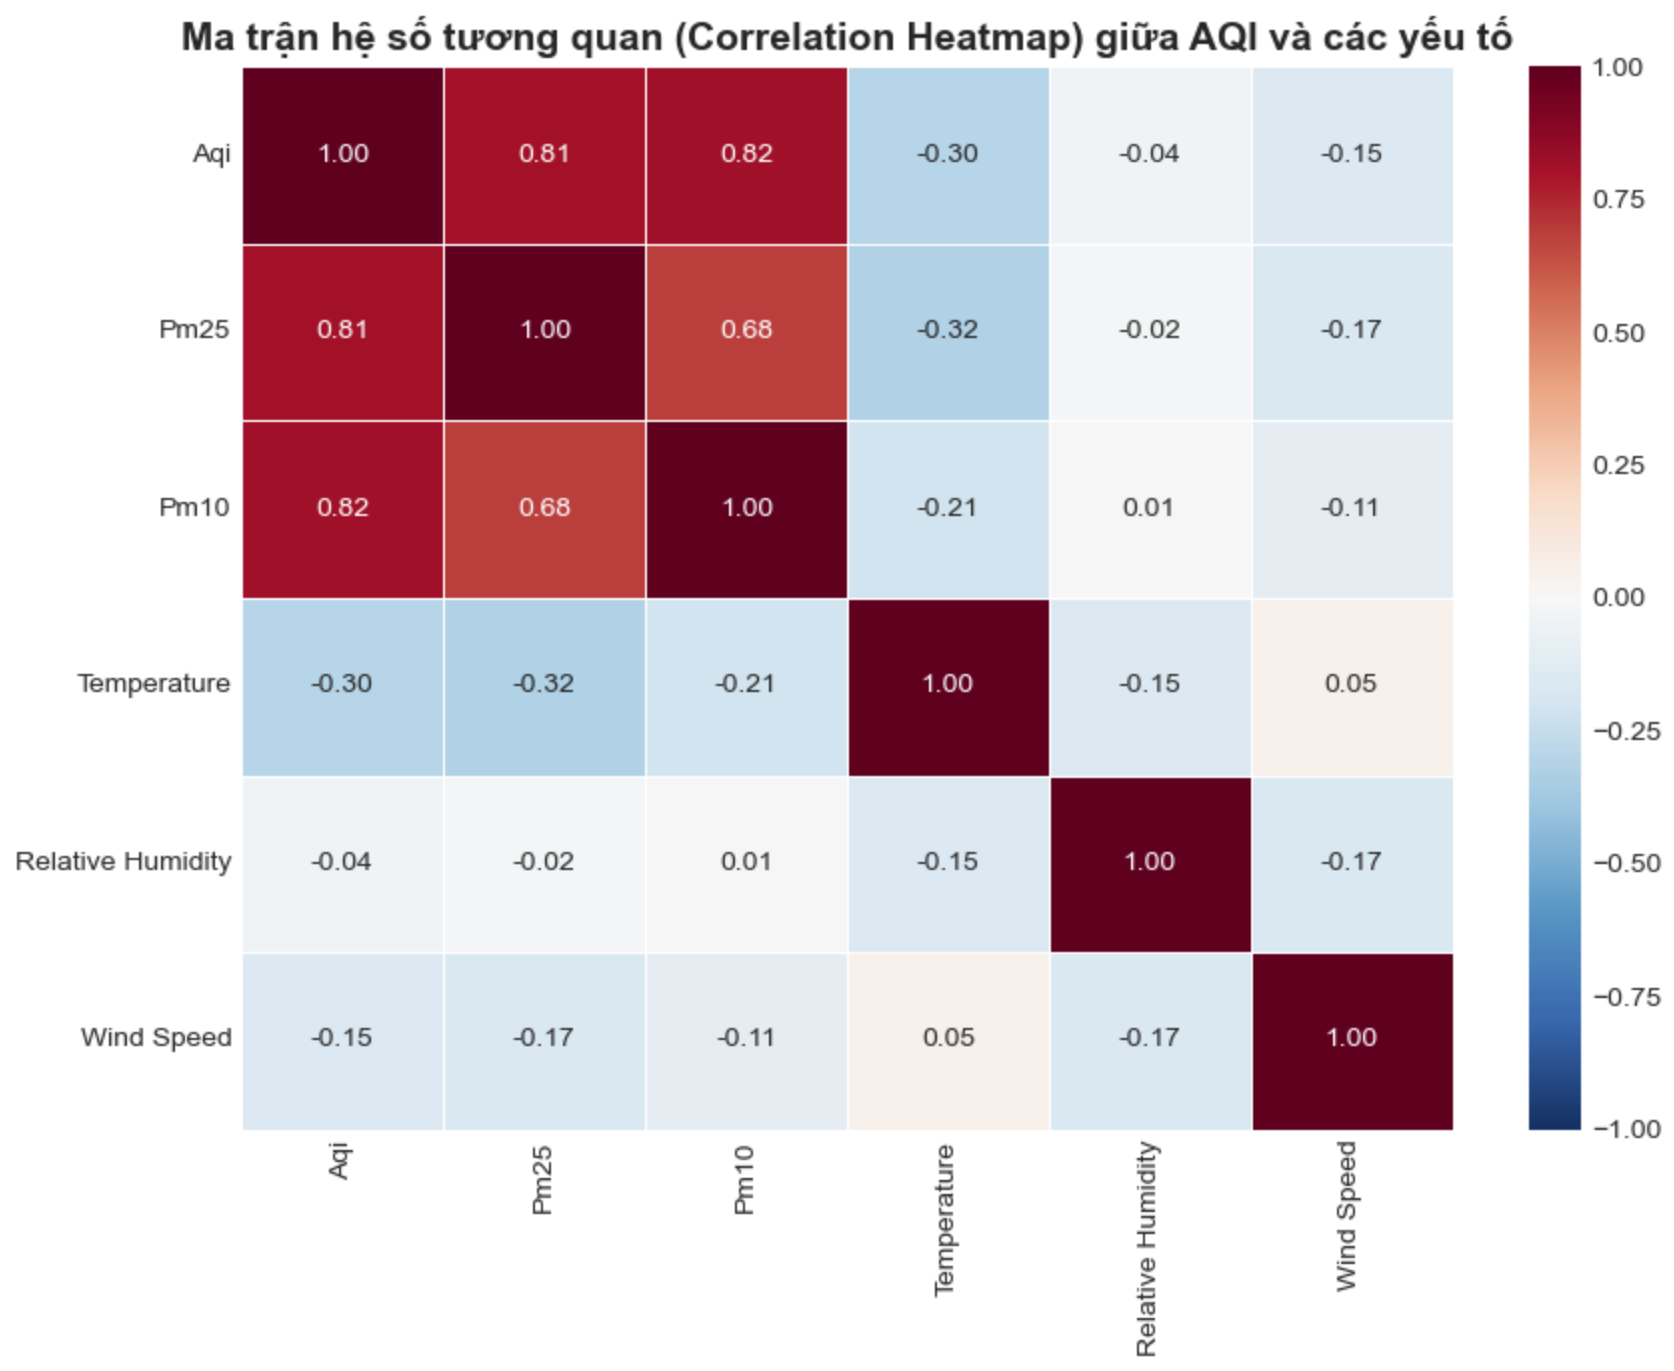 Ma trận hệ số tương quan (Correlation Heatmap) giữa AQI và các yếu tố
Aqi 1.00 0.81 0.82 -0.30 -0.04 -0.15
Pm25 0.81 1.00 0.68 -0.32 -0.02 -0.17
Pm10 0.82 0.68 1.00 -0.21 0.01 -0.11
Temperature -0.30 -0.32 -0.21 1.00 -0.15 0.05
Relative Humidity -0.04 -0.02 0.01 -0.15 1.00 -0.17
Wind Speed -0.15 -0.17 -0.11 0.05 -0.17 1.00
Aqi
Pm25
Pm10
Temperature
Relative Humidity
Wind Speed
1.00
0.75
0.50
0.25
0.00
−0.25
−0.50
−0.75
−1.00